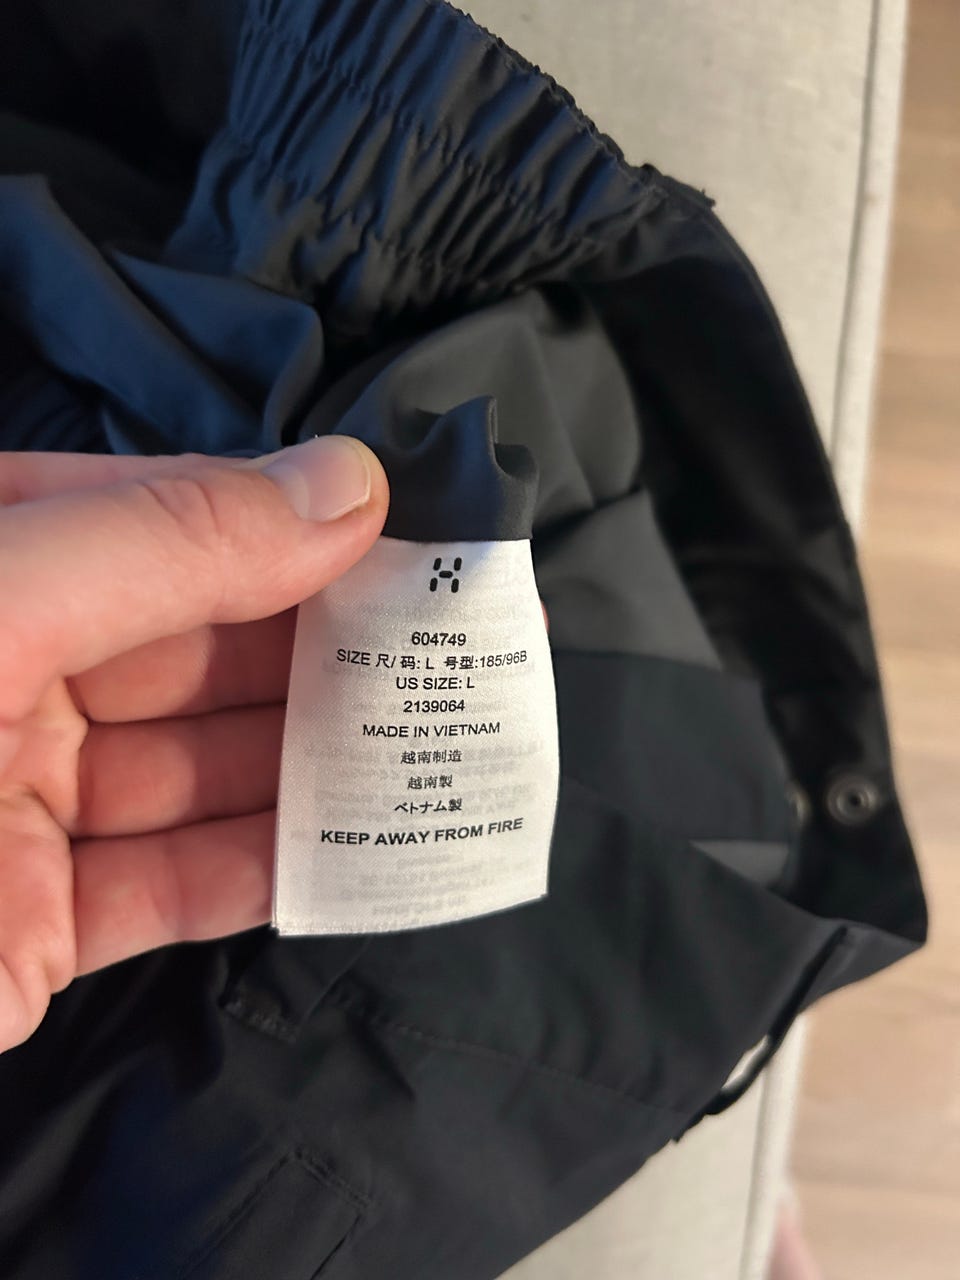 604749
SIZE 尺/ 码: L 号型:185/96B
US SIZE: L
2139064
MADE IN VIETNAM
越南制造
越南製
ベトナム製
KEEP AWAY FROM FIRE